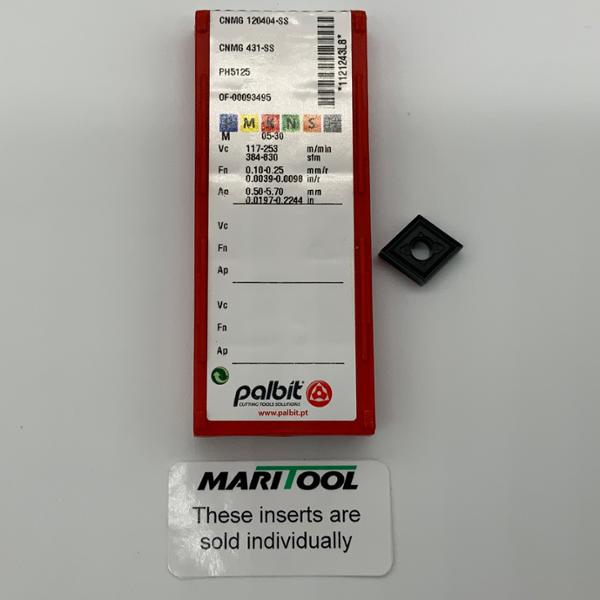 CNMG 120404-SS
CNMG 431-SS
PH5125
OF-00093495
*1121243L8*
P M K N S
M 05-30
Vc 117-253 m/min
384-830 sfm
Fn 0.10-0.25 mm/r
0.0039-0.0098 in/r
Ap 0.50-5.70 mm
0.0197-0.2244 in
Vc
Fn
Ap
Vc
Fn
Ap
palbit
CUTTING TOOLS SOLUTIONS
www.palbit.pt
MARITOOL
These inserts are
sold individually